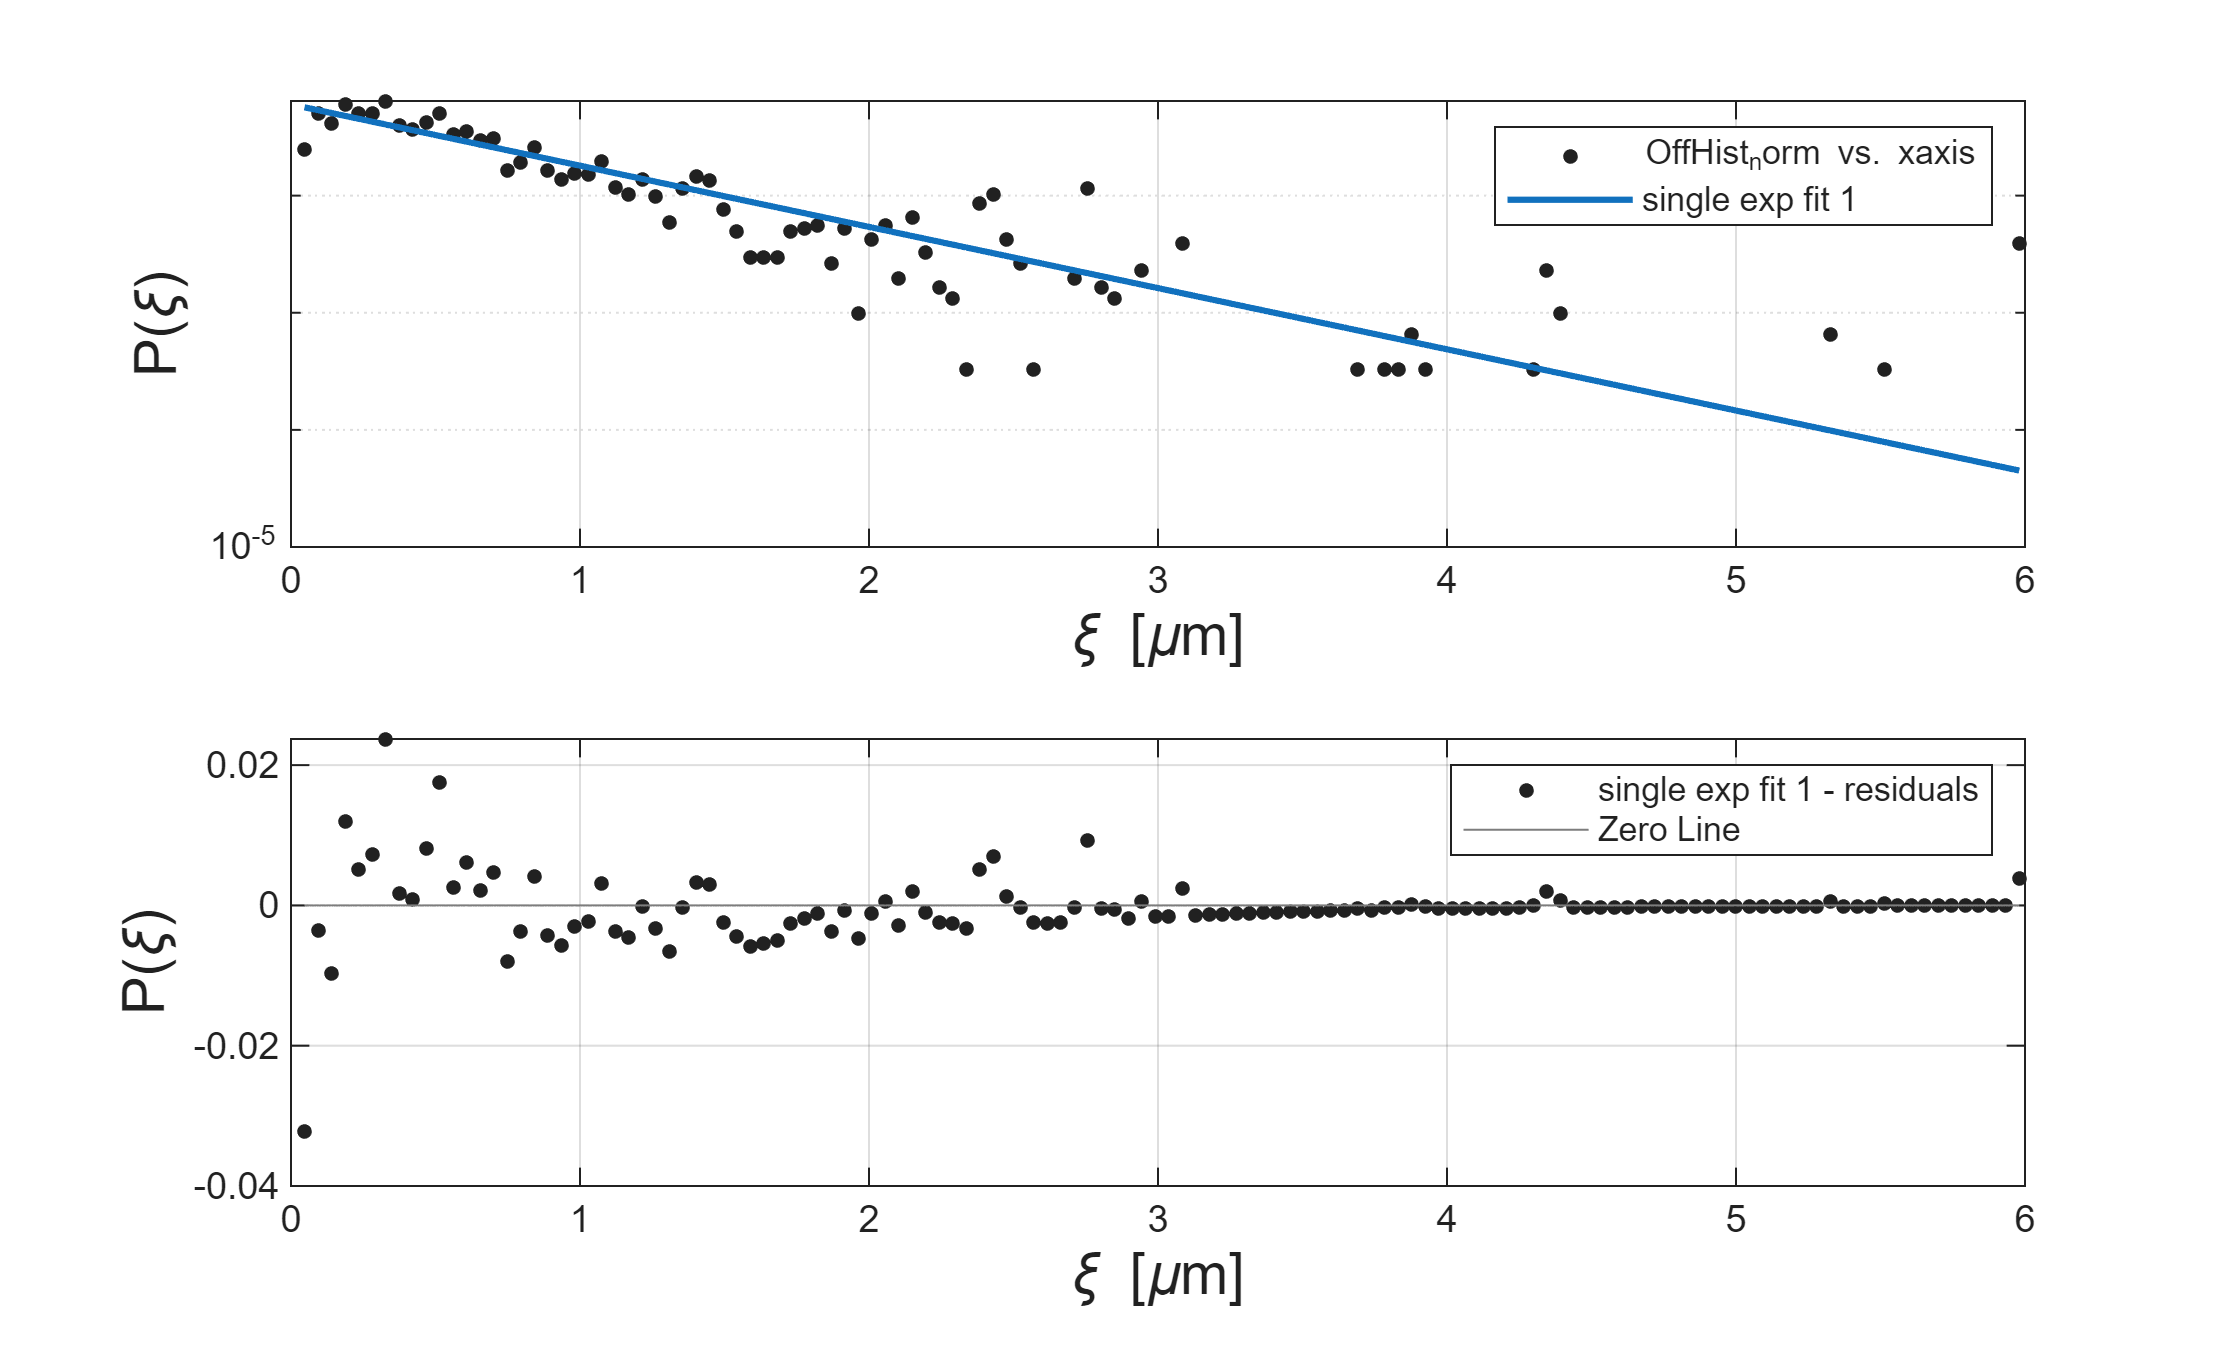 P(ξ)
OffHist_norm vs. xaxis
single exp fit 1
10^-5
0 1 2 3 4 5 6
ξ [μm]
P(ξ)
0.02
0
-0.02
-0.04
single exp fit 1 - residuals
Zero Line
0 1 2 3 4 5 6
ξ [μm]